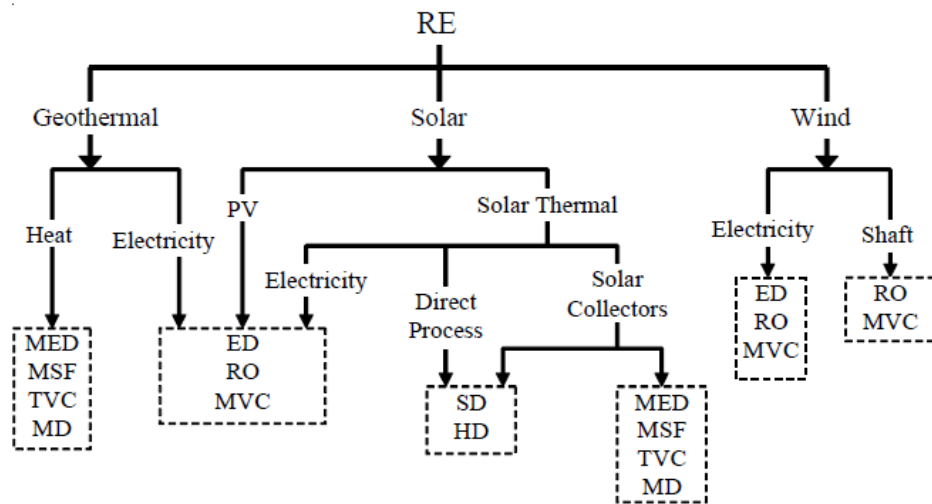 RE
Geothermal
Solar
Wind
PV
Solar Thermal
Heat
Electricity
Electricity
Shaft
Electricity
Direct
Process
Solar
Collectors
MED
MSF
TVC
MD
ED
RO
MVC
SD
HD
MED
MSF
TVC
MD
ED
RO
MVC
RO
MVC